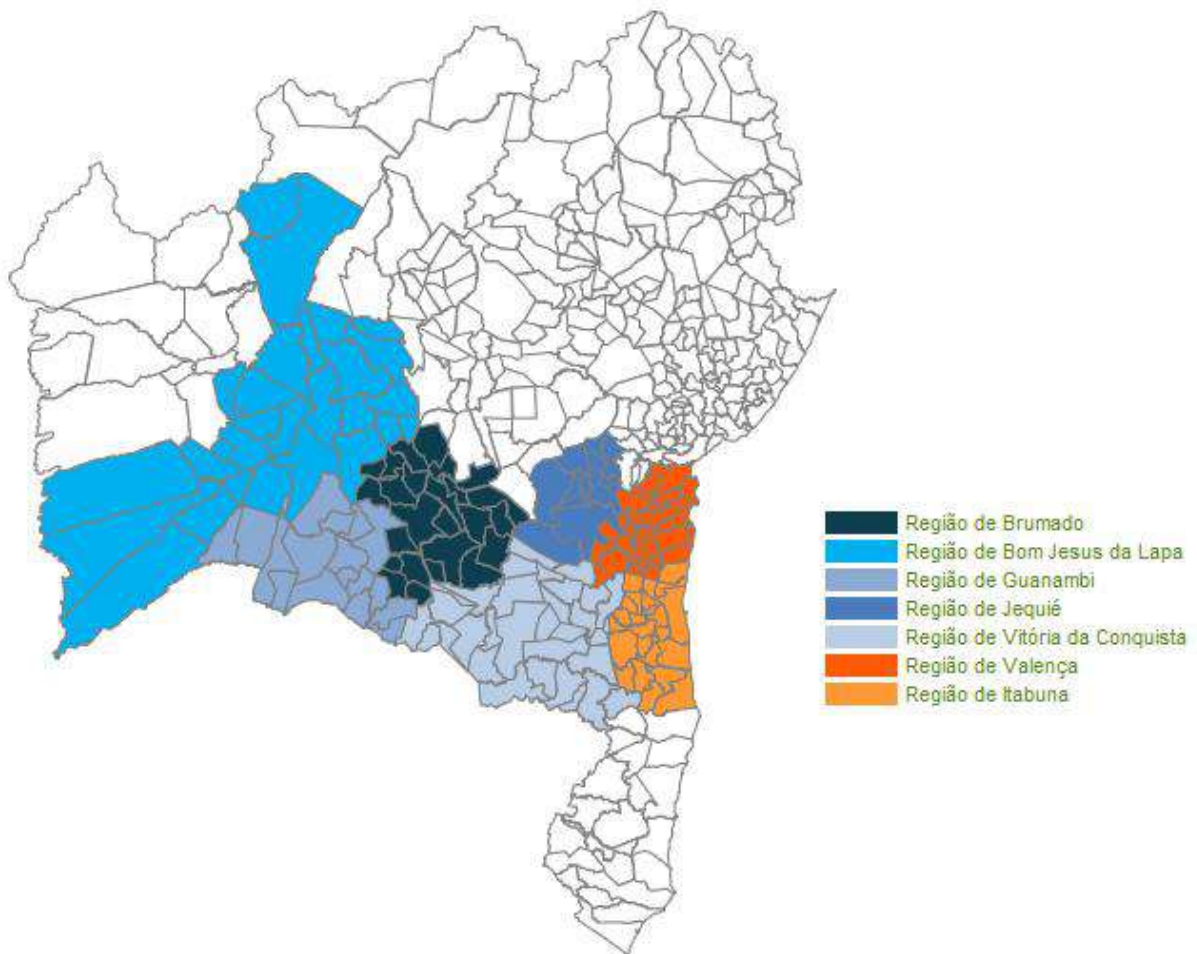 Região de Brumado
Região de Bom Jesus da Lapa
Região de Guanambi
Região de Jequié
Região de Vitória da Conquista
Região de Valença
Região de Itabuna